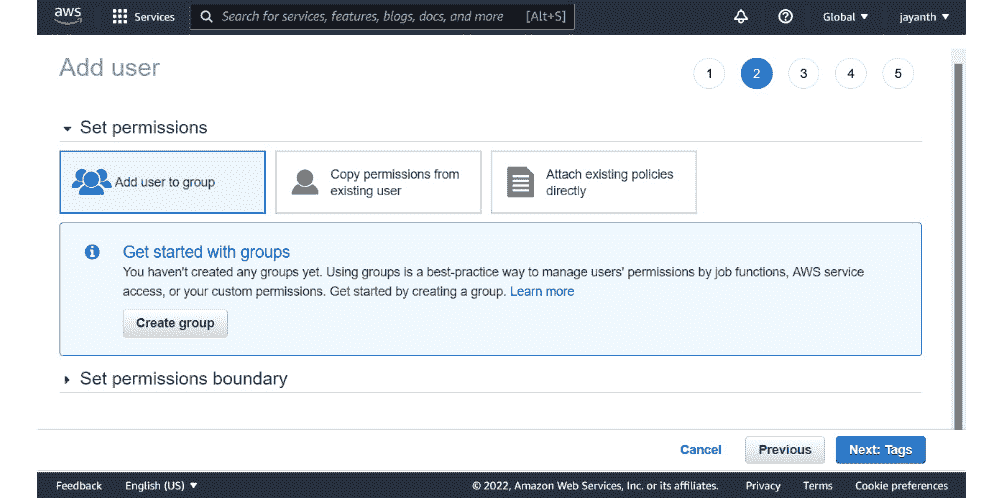 aws Services Search for services, features, blogs, docs, and more [Alt+S] Global jayanth
Add user 1 2 3 4 5
Set permissions
Add user to group
Copy permissions from
existing user
Attach existing policies
directly
Get started with groups
You haven't created any groups yet. Using groups is a best-practice way to manage users' permissions by job functions, AWS service
access, or your custom permissions. Get started by creating a group. Learn more
Create group
Set permissions boundary
Cancel Previous Next: Tags
Feedback English (US) © 2022, Amazon Web Services, Inc. or its affiliates. Privacy Terms Cookie preferences